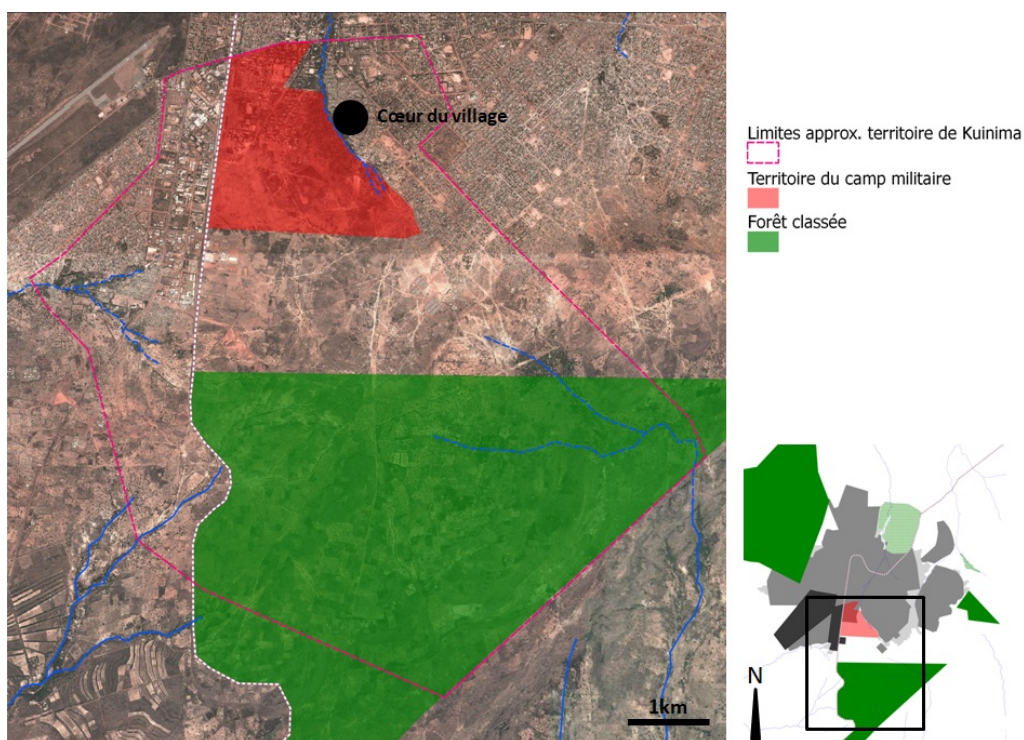 Cœur du village
Limites approx. territoire de Kuinima
Territoire du camp militaire
Forêt classée
1km
N